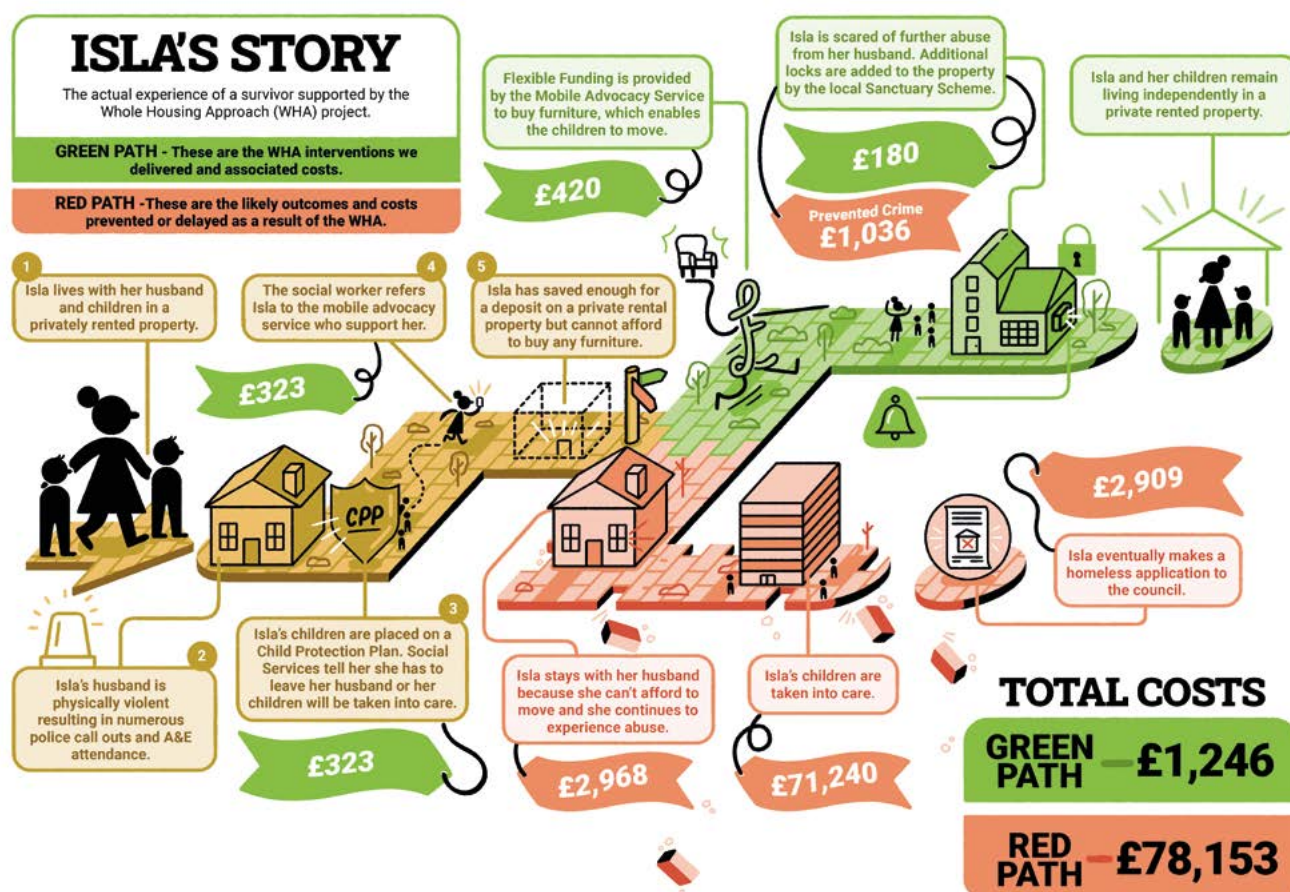 ISLA'S STORY
The actual experience of a survivor supported by the
Whole Housing Approach (WHA) project.
GREEN PATH - These are the WHA interventions we
delivered and associated costs.
RED PATH -These are the likely outcomes and costs
prevented or delayed as a result of the WHA.
1
Isla lives with her husband
and children in a
privately rented property.
2
Isla's husband is
physically violent
resulting in numerous
police call outs and A&E
attendance.
CPP
3
Isla's children are placed on a
Child Protection Plan. Social
Services tell her she has to
leave her husband or her
children will be taken into care.
£323
4
The social worker refers
Isla to the mobile advocacy
service who support her.
£323
5
Isla has saved enough for
a deposit on a private rental
property but cannot afford
to buy any furniture.
Flexible Funding is provided
by the Mobile Advocacy Service
to buy furniture, which enables
the children to move.
£420
£
Isla is scared of further abuse
from her husband. Additional
locks are added to the property
by the local Sanctuary Scheme.
£180
Prevented Crime
£1,036
Isla and her children remain
living independently in a
private rented property.
Isla stays with her husband
because she can't afford to
move and she continues to
experience abuse.
£2,968
Isla's children are
taken into care.
£71,240
£2,909
Isla eventually makes a
homeless application to
the council.
TOTAL COSTS
GREEN
PATH
£1,246
RED
PATH
£78,153